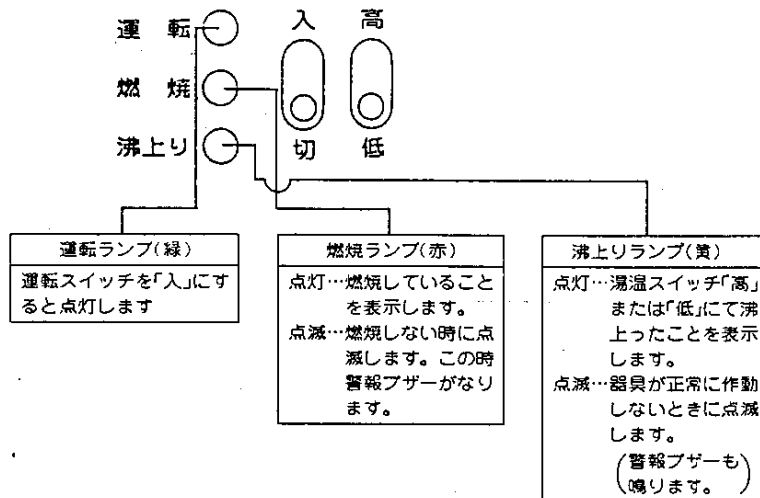 運転
燃焼
沸上り
入
高
切
低
運転ランプ(緑)
運転スイッチを「入」にす
ると点灯します
燃焼ランプ(赤)
点灯…燃焼していること
を表示します。
点滅…燃焼しない時に点
滅します。この時
警報ブザーがなり
ます。
沸上りランプ(黄)
点灯…湯温スイッチ「高」
または「低」にて沸
上ったことを表示
します。
点滅…器具が正常に作動
しないときに点滅
します。
(警報ブザーも
鳴ります。)